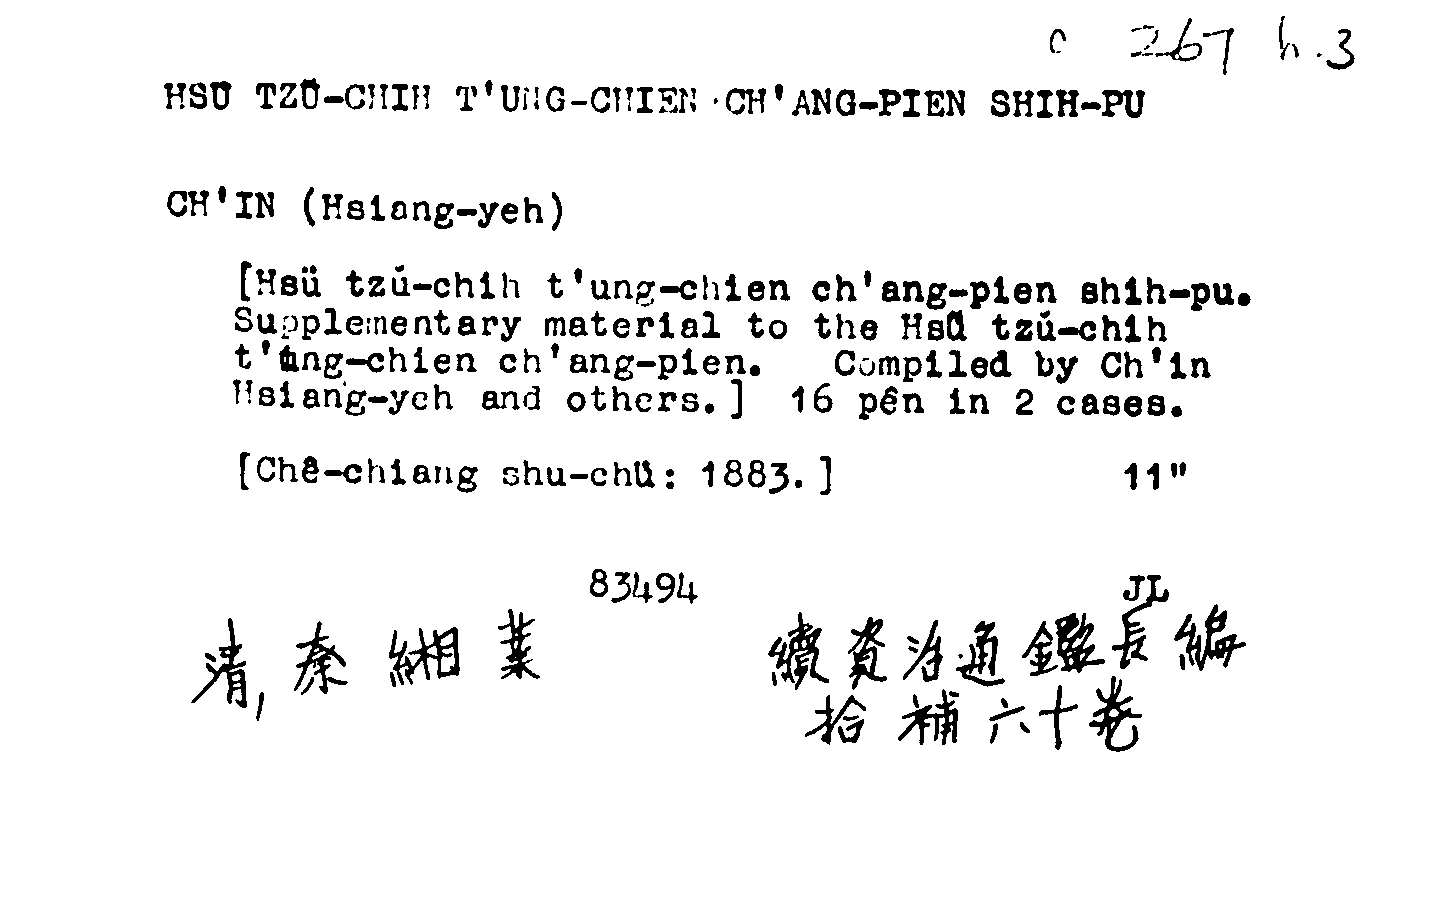 c 267 h.3
HSÜ TZŬ-CHIH T'UNG-CHIEN CH'ANG-PIEN SHIH-PU
CH'IN (Hsiang-yeh)
[Hsü tzŭ-chih t'ung-chien ch'ang-pien shih-pu.
Supplementary material to the Hsü tzŭ-chih
t'ung-chien ch'ang-pien. Compiled by Ch'in
Hsiang-yeh and others.] 16 pên in 2 cases.
[Chê-chiang shu-chü: 1883.] 11"
83494 JL
清, 秦緗業 續資治通鑑長編
拾補六十卷